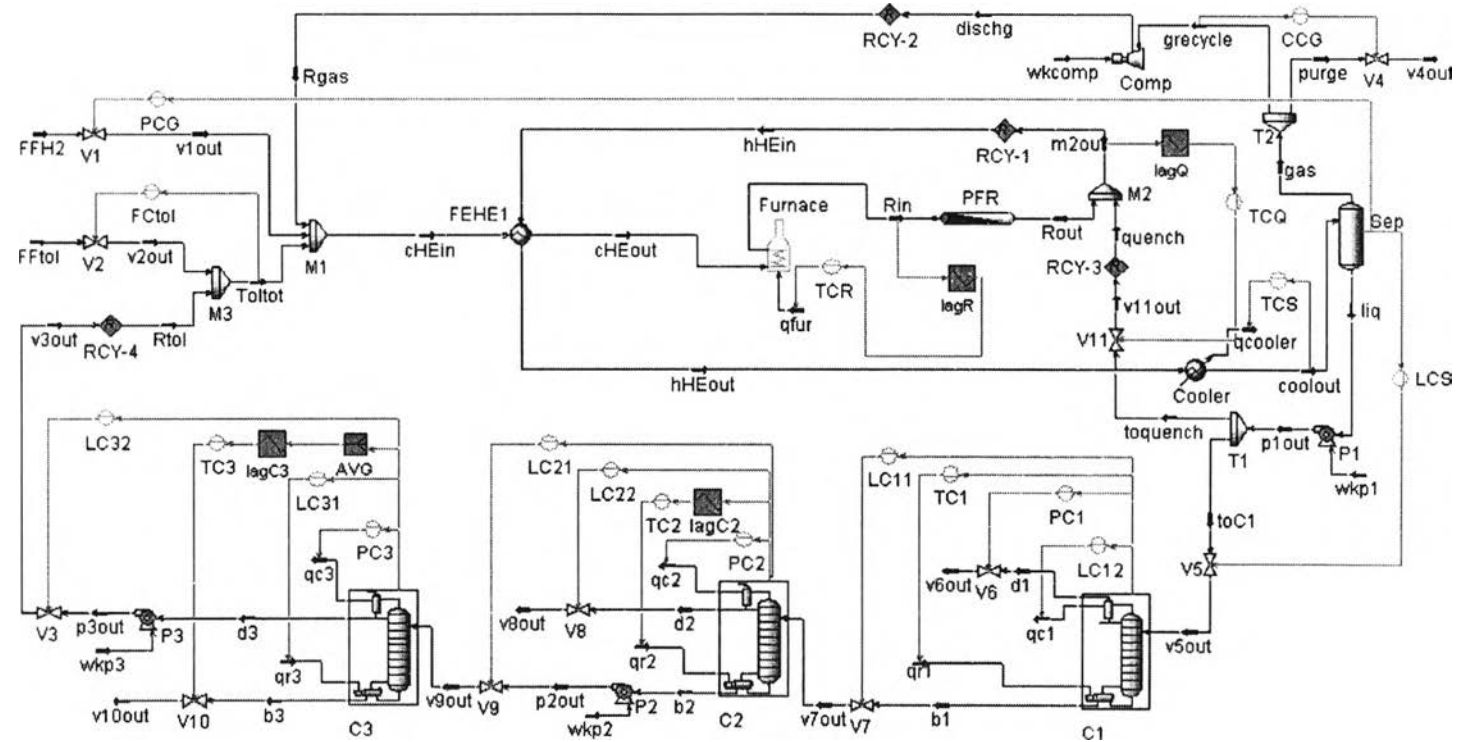 RCY-2
dischg
grecycle
CCG
wkcomp
Comp
purge
V4
v4out
Rgas
PCG
FFH2
V1
v1out
hHEin
RCY-1
m2out
lagQ
T2
gas
FCtol
FEHE1
Furnace
Rin
PFR
M2
TCQ
Sep
FFtol
V2
v2out
M1
cHEin
cHEout
Rout
quench
M3
Toltot
TCR
lagR
RCY-3
TCS
liq
v3out
RCY-4
Rtol
qfur
v11out
V11
qcooler
hHEout
Cooler
coolout
LCS
LC32
TC3
lagC3
AVG
LC21
toquench
T1
p1out
P1
LC31
LC22
LC11
TC1
wkp1
TC2
lagC2
PC1
toC1
PC3
PC2
LC12
V5
qc3
qc2
v6out
V6
d1
V3
p3out
P3
d3
v8out
V8
d2
qc1
v5out
wkp3
qr3
qr2
qr1
v10out
V10
b3
v9out
V9
p2out
P2
b2
v7out
V7
b1
C3
wkp2
C2
C1